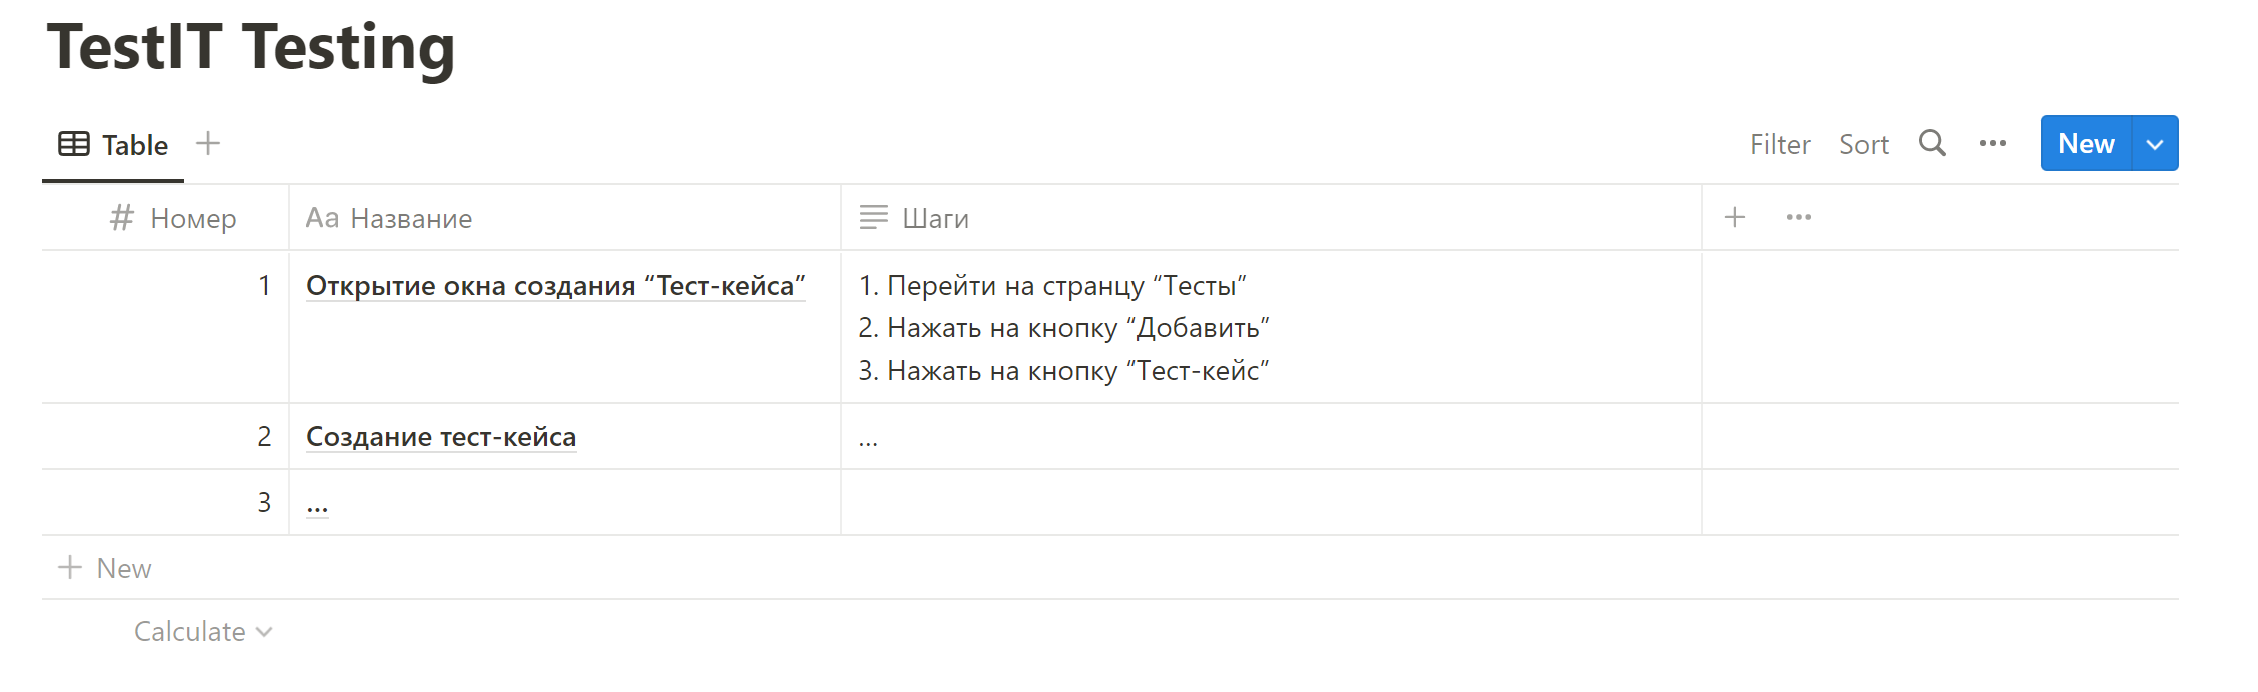 TestIT Testing
Table
Filter Sort New
Номер Aa Название Шаги
1 Открытие окна создания “Тест-кейса” 1. Перейти на странцу “Тесты”
2. Нажать на кнопку “Добавить”
3. Нажать на кнопку “Тест-кейс”
2 Создание тест-кейса ...
3 ...
New
Calculate